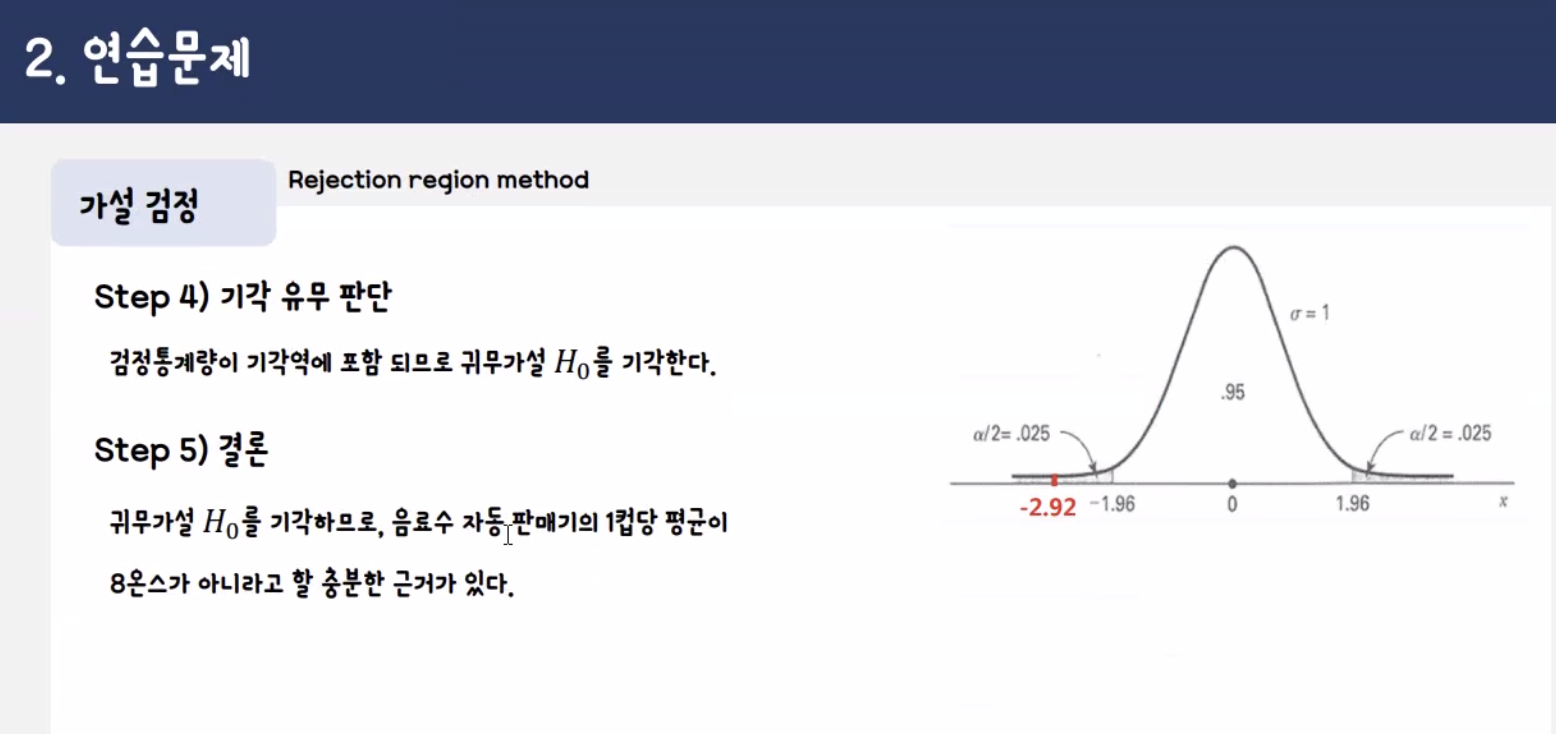 2. 연습문제
가설 검정
Rejection region method
Step 4) 기각 유무 판단
검정통계량이 기각역에 포함 되므로 귀무가설 H₀를 기각한다.
Step 5) 결론
귀무가설 H₀를 기각하므로, 음료수 자동 판매기의 1컵당 평균이
8온스가 아니라고 할 충분한 근거가 있다.
σ = 1
.95
α/2= .025
α/2 = .025
-2.92
−1.96
0
1.96
x